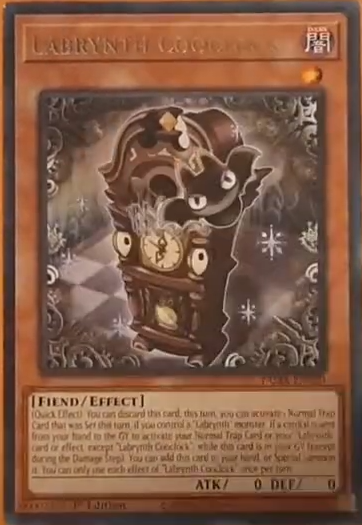 LABRYNTH COOCLOCK
闇
[FIEND/EFFECT]
(Quick Effect): You can discard this card; this turn, you can activate 1 Normal Trap
Card that was Set this turn, if you control a "Labrynth" monster. If a card is
from your hand to the GY to activate your Normal Trap Card or your "Labrynth"
card or effect, except "Labrynth Cooclock", while this card is in your GY (except
during the Damage Step): You can add this card to your hand, or Special Summon
it. You can only use each effect of "Labrynth Cooclock" once per turn.
ATK/ 0 DEF/ 0
1st Edition